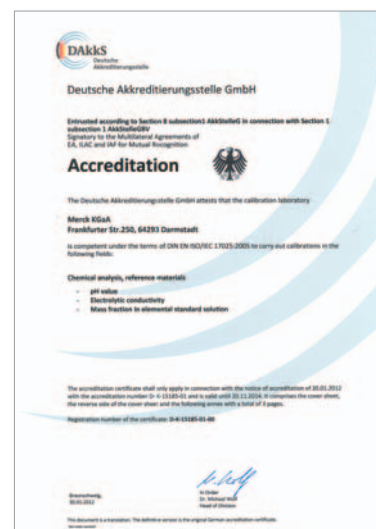 DAkkS
Deutsche
Akkreditierungsstelle
Deutsche Akkreditierungsstelle GmbH
Entrusted according to Section 8 subsection1 AkkStelleG in connection with Section 1
subsection 1 AkkStelleGBV
Signatory to the Multilateral Agreements of
EA, ILAC and IAF for Mutual Recognition
Accreditation
The Deutsche Akkreditierungsstelle GmbH attests that the calibration laboratory
Merck KGaA
Frankfurter Str.250, 64293 Darmstadt
is competent under the terms of DIN EN ISO/IEC 17025:2005 to carry out calibrations in the
following fields:
Chemical analysis, reference materials
- pH value
- Electrolytic conductivity
- Mass fraction in elemental standard solution
The accreditation certificate shall only apply in connection with the notice of accreditation of 30.01.2012
with the accreditation number D-K-15185-01 and is valid until 20.11.2014. It comprises the cover sheet,
the reverse side of the cover sheet and the following annex with a total of 3 pages.
Registration number of the certificate: D-K-15185-01-00
Braunschweig,
30.01.2012
In Order
Dr. Michael Wolf
Head of Division
This document is a translation. The definitive version is the original German accreditation certificate.